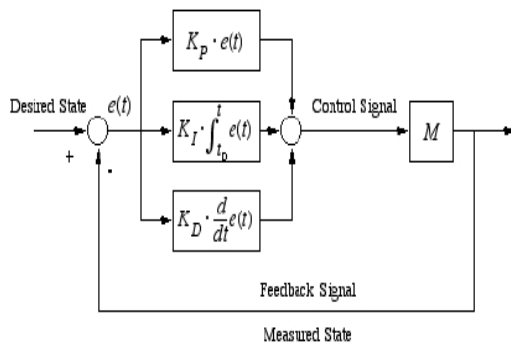 K_P · e(t)
Desired State
e(t)
Control Signal
K_I · ∫_{t_0}^{t} e(t)
M
+
-
K_D · d/dt e(t)
Feedback Signal
Measured State